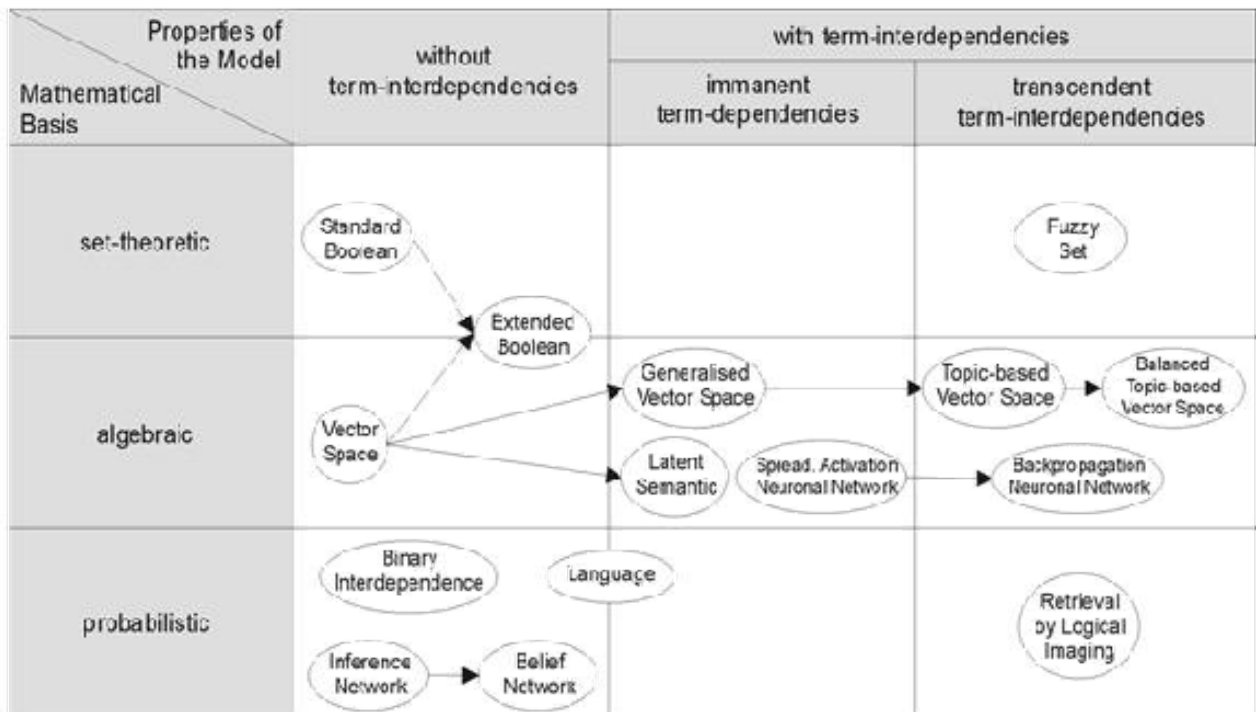 Properties of
the Model
Mathematical
Basis
without
term-interdependencies
with term-interdependencies
immanent
term-dependencies
transcendent
term-interdependencies
set-theoretic
Standard
Boolean
Fuzzy
Set
Extended
Boolean
algebraic
Vector
Space
Generalised
Vector Space
Topic-based
Vector Space
Balanced
Topic-based
Vector Space
Latent
Semantic
Spread. Activation
Neuronal Network
Backpropagation
Neuronal Network
probabilistic
Binary
Interdependence
Language
Inference
Network
Belief
Network
Retrieval
by Logical
Imaging